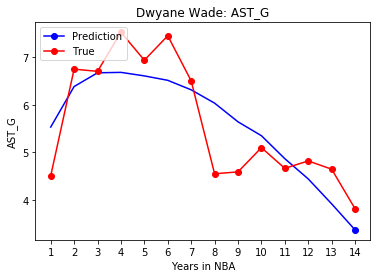 Dwyane Wade: AST_G
Prediction
True
7
6
5
4
AST_G
1 2 3 4 5 6 7 8 9 10 11 12 13 14
Years in NBA